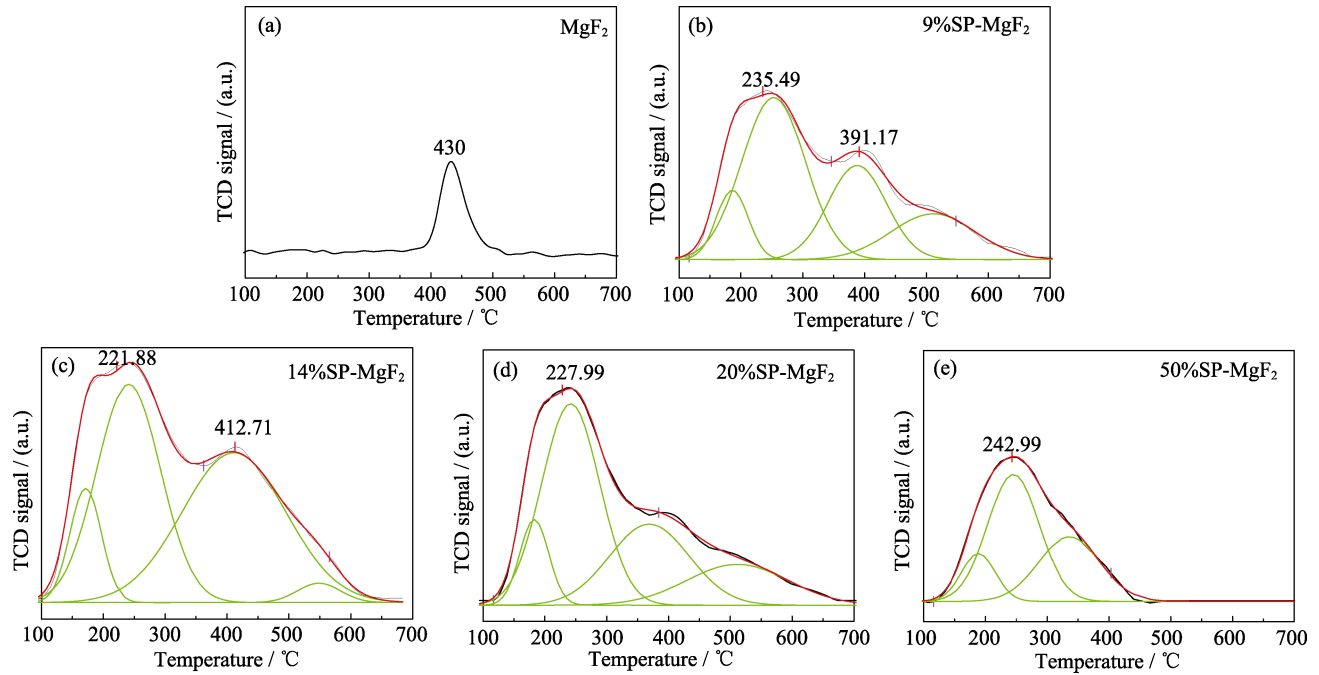 (a)
MgF₂
430
TCD signal / (a.u.)
100 200 300 400 500 600 700
Temperature / ℃
(b)
9%SP-MgF₂
235.49
391.17
TCD signal / (a.u.)
100 200 300 400 500 600 700
Temperature / ℃
(c)
14%SP-MgF₂
221.88
412.71
TCD signal / (a.u.)
100 200 300 400 500 600 700
Temperature / ℃
(d)
20%SP-MgF₂
227.99
TCD signal / (a.u.)
100 200 300 400 500 600 700
Temperature / ℃
(e)
50%SP-MgF₂
242.99
TCD signal / (a.u.)
100 200 300 400 500 600 700
Temperature / ℃